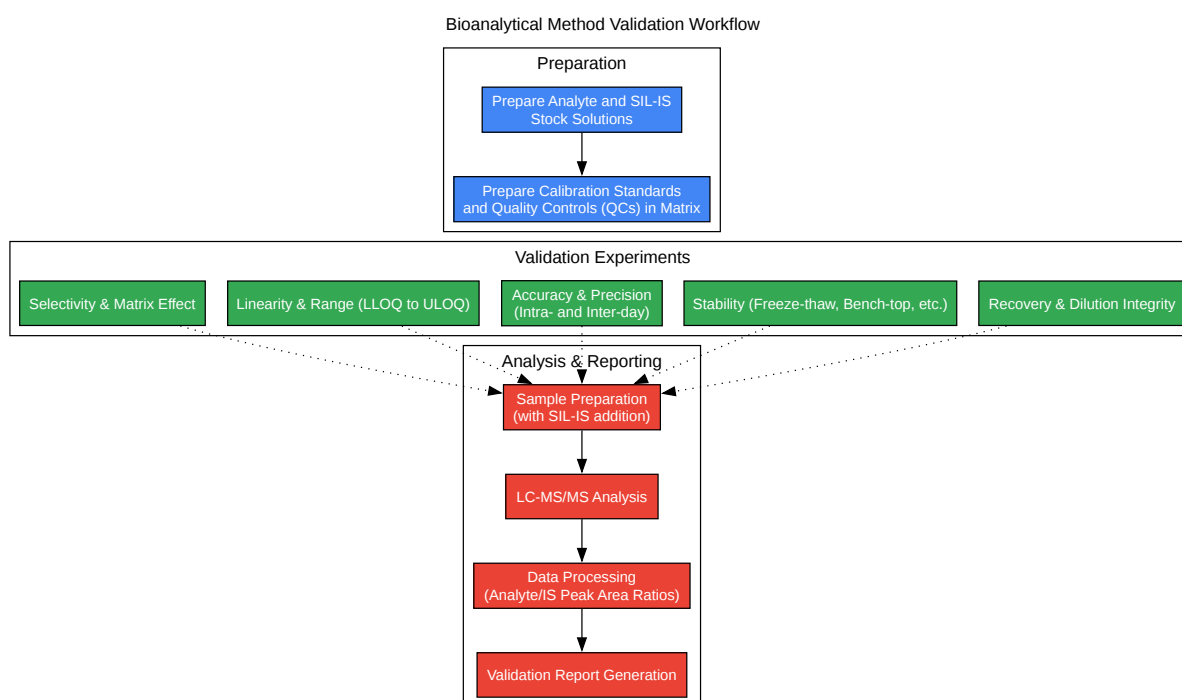 Bioanalytical Method Validation Workflow
Preparation
Prepare Analyte and SIL-IS
Stock Solutions
Prepare Calibration Standards
and Quality Controls (QCs) in Matrix
Validation Experiments
Selectivity & Matrix Effect
Linearity & Range (LLOQ to ULOQ)
Accuracy & Precision
(Intra- and Inter-day)
Stability (Freeze-thaw, Bench-top, etc.)
Recovery & Dilution Integrity
Analysis & Reporting
Sample Preparation
(with SIL-IS addition)
LC-MS/MS Analysis
Data Processing
(Analyte/IS Peak Area Ratios)
Validation Report Generation